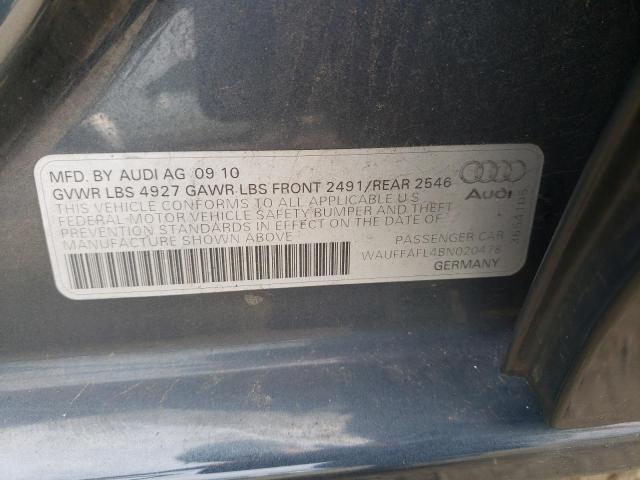 MFD. BY AUDI AG 09 10
GVWR LBS 4927 GAWR LBS FRONT 2491/REAR 2546
THIS VEHICLE CONFORMS TO ALL APPLICABLE U.S.
FEDERAL MOTOR VEHICLE SAFETY BUMPER AND THEFT
PREVENTION STANDARDS IN EFFECT ON THE DATE OF
MANUFACTURE SHOWN ABOVE
Audi
PASSENGER CAR
WAUFFAFL4BN020478
GERMANY